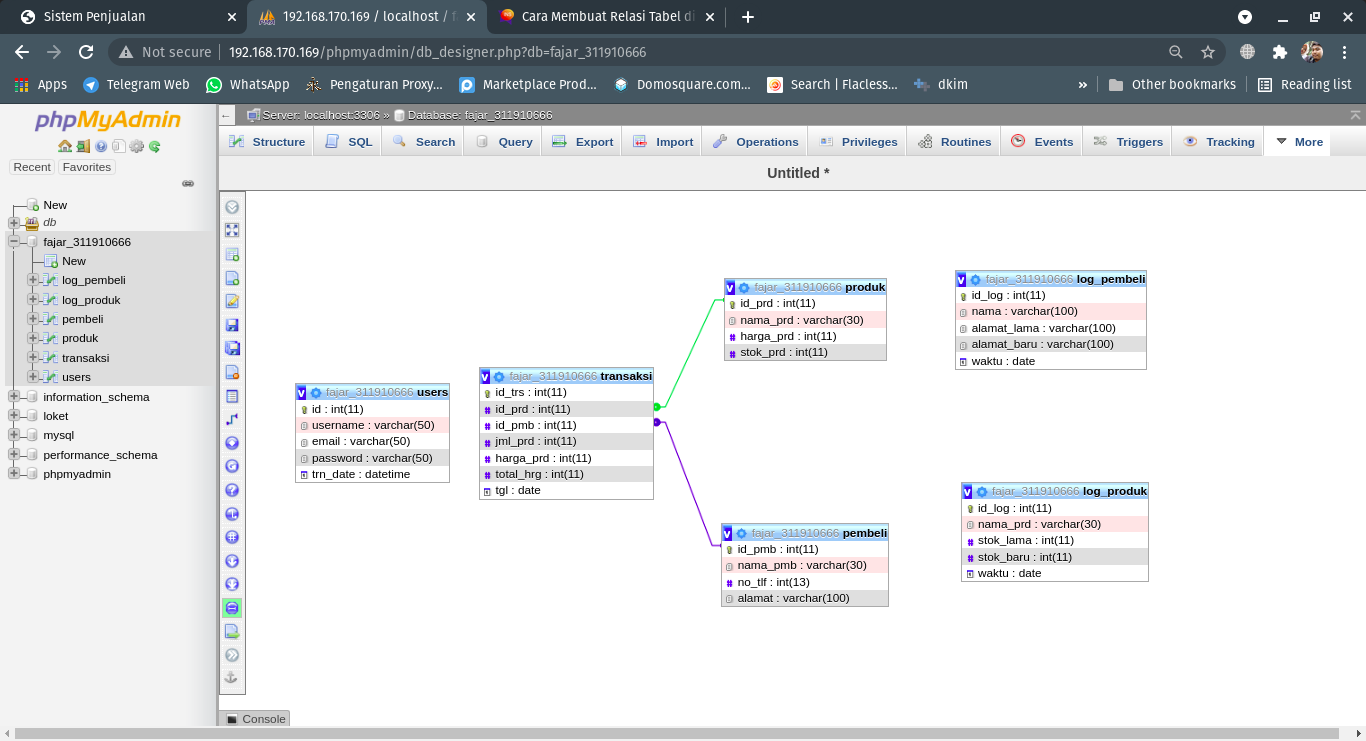 Sistem Penjualan
192.168.170.169 / localhost / f
Cara Membuat Relasi Tabel d
Not secure
192.168.170.169/phpmyadmin/db_designer.php?db=fajar_311910666
Apps
Telegram Web
WhatsApp
Pengaturan Proxy...
Marketplace Prod...
Domosquare.com...
Search | Flacless...
dkim
»
Other bookmarks
Reading list
phpMyAdmin
Recent
Favorites
New
db
fajar_311910666
New
log_pembeli
log_produk
pembeli
produk
transaksi
users
information_schema
loket
mysql
performance_schema
phpmyadmin
Server: localhost:3306 » Database: fajar_311910666
Structure
SQL
Search
Query
Export
Import
Operations
Privileges
Routines
Events
Triggers
Tracking
More
Untitled *
v fajar_311910666 users
id : int(11)
username : varchar(50)
email : varchar(50)
password : varchar(50)
trn_date : datetime
v fajar_311910666 transaksi
id_trs : int(11)
# id_prd : int(11)
# id_pmb : int(11)
# jml_prd : int(11)
# harga_prd : int(11)
# total_hrg : int(11)
tgl : date
v fajar_311910666 produk
id_prd : int(11)
nama_prd : varchar(30)
# harga_prd : int(11)
# stok_prd : int(11)
v fajar_311910666 pembeli
id_pmb : int(11)
nama_pmb : varchar(30)
# no_tlf : int(13)
alamat : varchar(100)
v fajar_311910666 log_pembeli
id_log : int(11)
nama : varchar(100)
alamat_lama : varchar(100)
alamat_baru : varchar(100)
waktu : date
v fajar_311910666 log_produk
id_log : int(11)
nama_prd : varchar(30)
# stok_lama : int(11)
# stok_baru : int(11)
waktu : date
Console